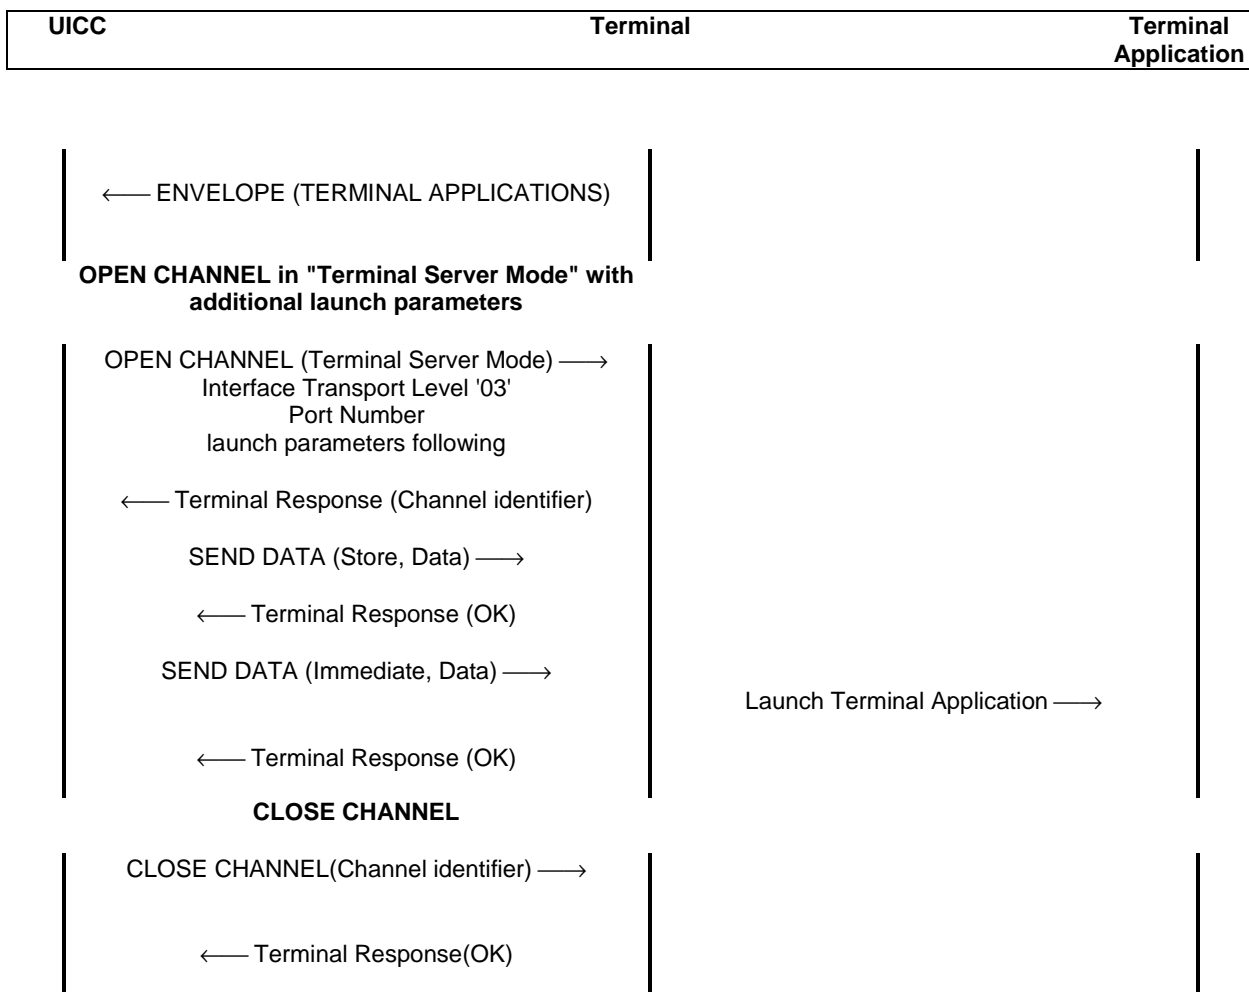 UICC Terminal Terminal
Application
⟵ ENVELOPE (TERMINAL APPLICATIONS)
OPEN CHANNEL in "Terminal Server Mode" with
additional launch parameters
OPEN CHANNEL (Terminal Server Mode) ⟶
Interface Transport Level '03'
Port Number
launch parameters following
⟵ Terminal Response (Channel identifier)
SEND DATA (Store, Data) ⟶
⟵ Terminal Response (OK)
SEND DATA (Immediate, Data) ⟶
Launch Terminal Application ⟶
⟵ Terminal Response (OK)
CLOSE CHANNEL
CLOSE CHANNEL(Channel identifier) ⟶
⟵ Terminal Response(OK)